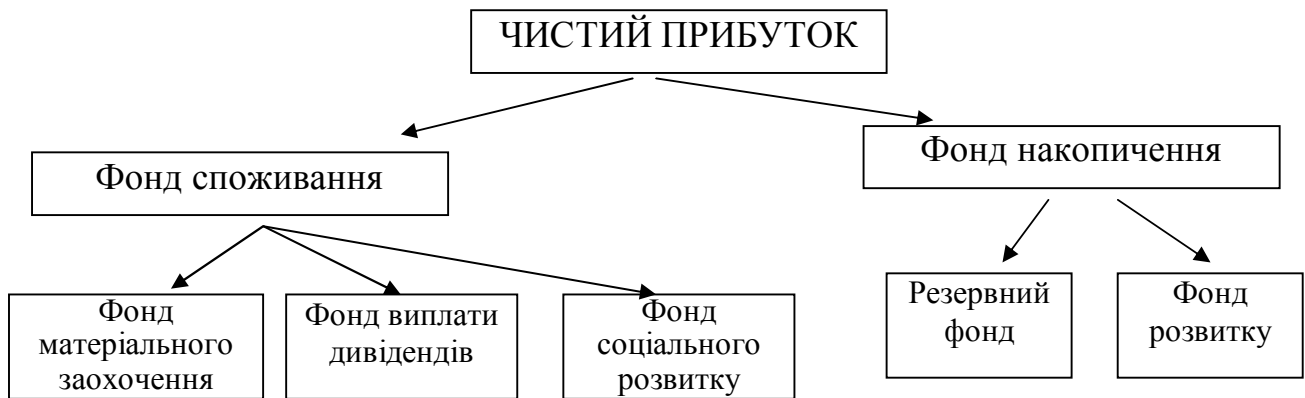 ЧИСТИЙ ПРИБУТОК
Фонд споживання
Фонд накопичення
Фонд
матеріального
заохочення
Фонд виплати
дивідендів
Фонд
соціального
розвитку
Резервний
фонд
Фонд
розвитку